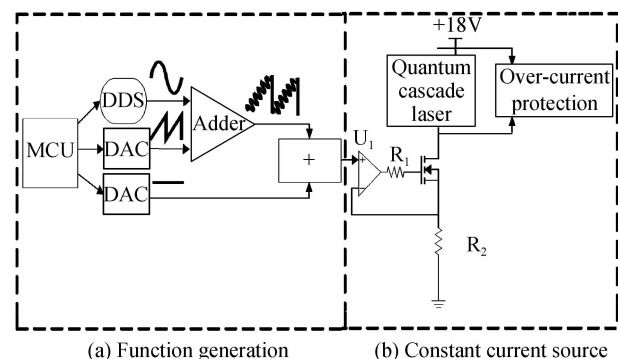 +18V
Quantum
cascade
laser
Over-current
protection
DDS
Adder
MCU
DAC
DAC
+
U1
+
−
R1
R2
(a) Function generation
(b) Constant current source